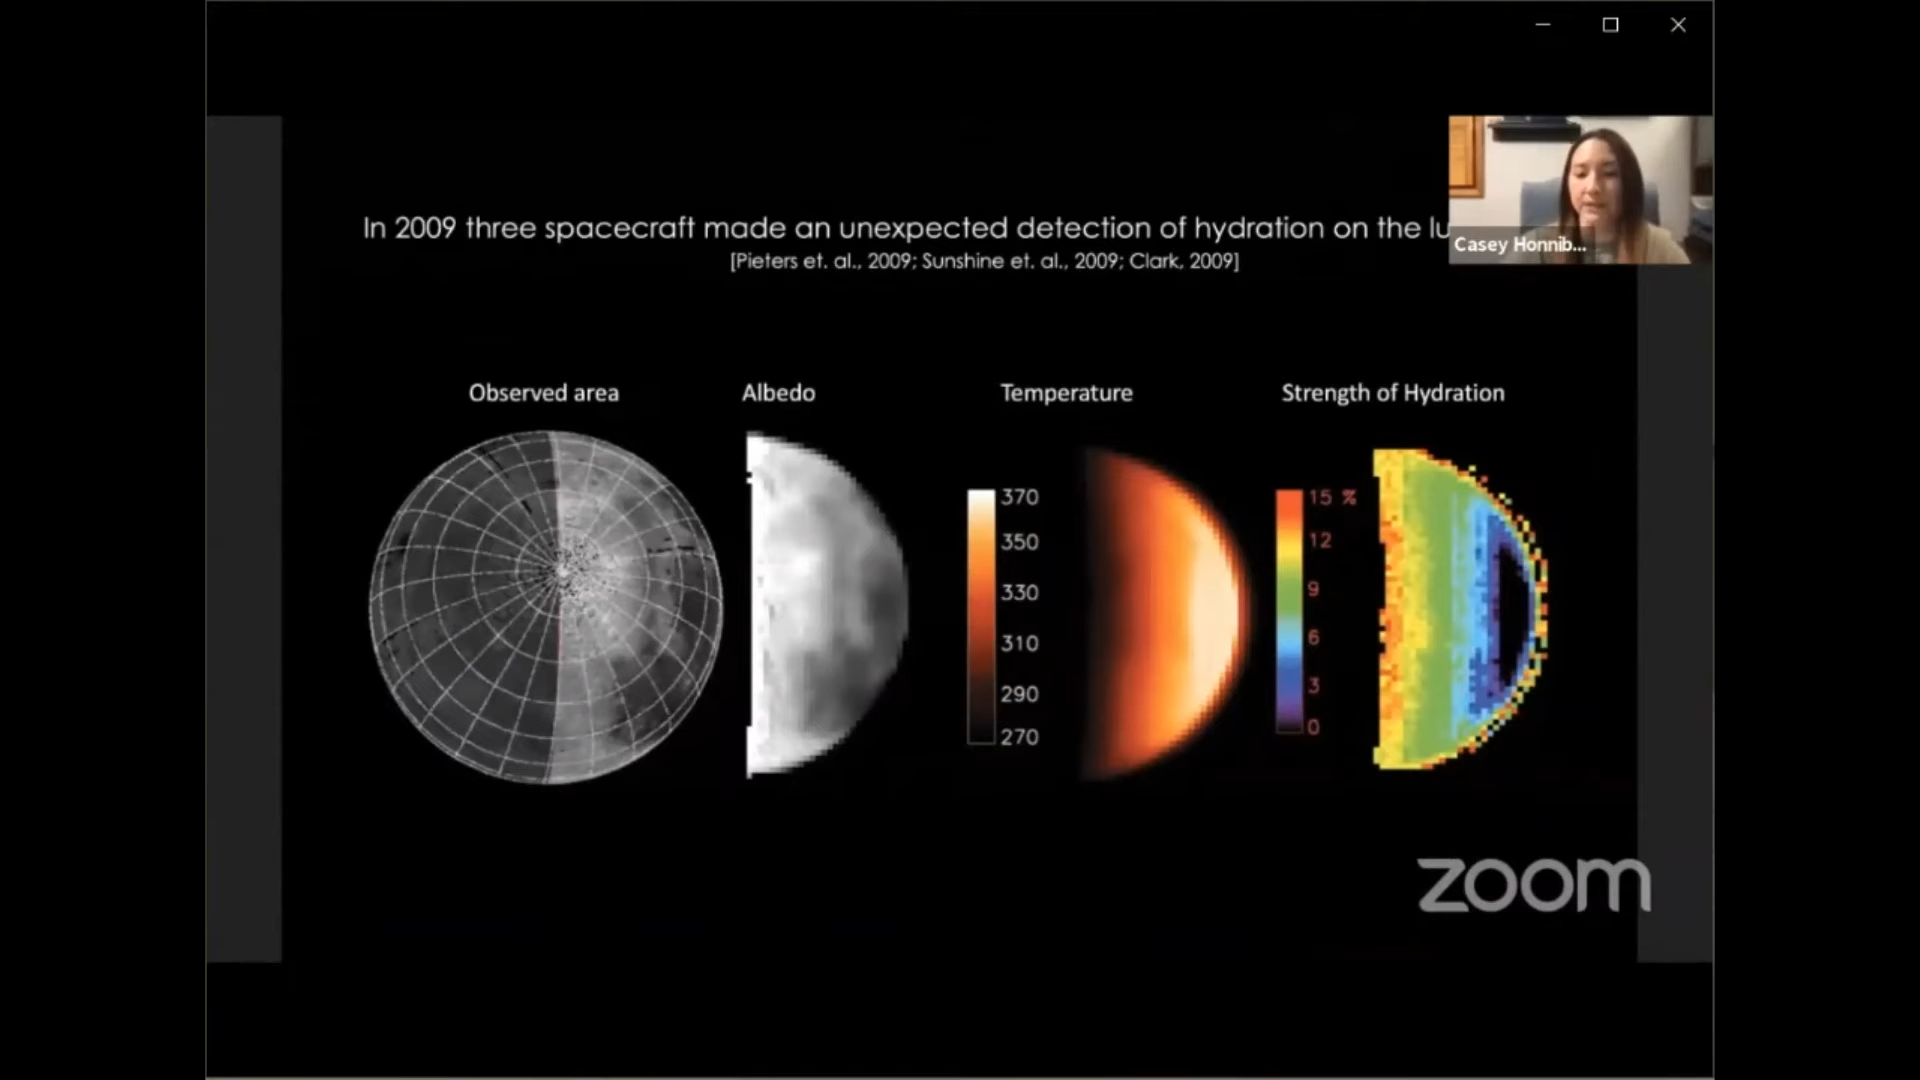 In 2009 three spacecraft made an unexpected detection of hydration on the
[Pieters et. al., 2009; Sunshine et. al., 2009; Clark, 2009]
Casey Honnib...
Observed area
Albedo
Temperature
Strength of Hydration
370
350
330
310
290
270
15 %
12
9
6
3
0
zoom